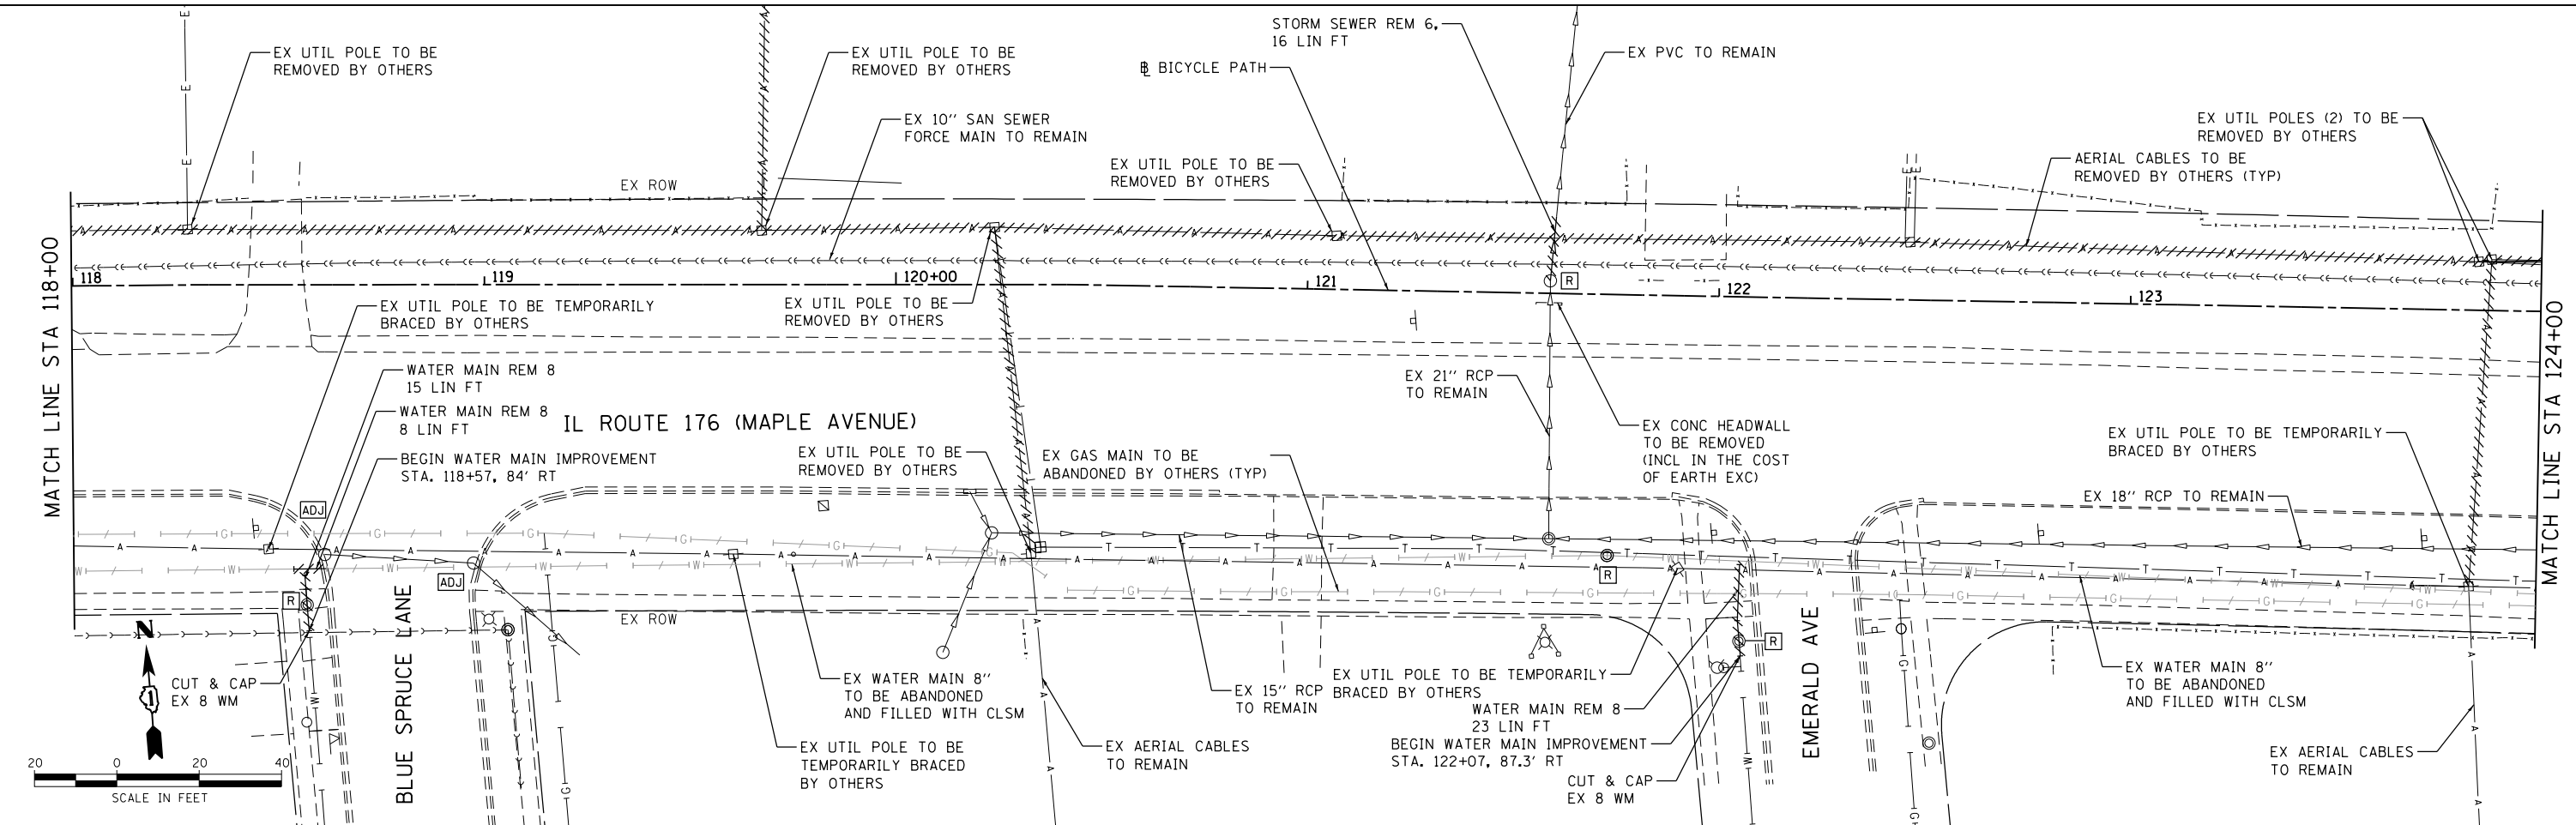 STORM SEWER REM 6,
16 LIN FT
EX UTIL POLE TO BE
REMOVED BY OTHERS
EX UTIL POLE TO BE
REMOVED BY OTHERS
EX PVC TO REMAIN
BL BICYCLE PATH
EX 10" SAN SEWER
FORCE MAIN TO REMAIN
EX UTIL POLES (2) TO BE
REMOVED BY OTHERS
EX UTIL POLE TO BE
REMOVED BY OTHERS
AERIAL CABLES TO BE
REMOVED BY OTHERS (TYP)
EX ROW
MATCH LINE STA 118+00
118
119
120+00
121
122
123
MATCH LINE STA 124+00
R
EX UTIL POLE TO BE TEMPORARILY
BRACED BY OTHERS
EX UTIL POLE TO BE
REMOVED BY OTHERS
WATER MAIN REM 8
15 LIN FT
WATER MAIN REM 8
8 LIN FT
IL ROUTE 176 (MAPLE AVENUE)
EX 21" RCP
TO REMAIN
EX CONC HEADWALL
TO BE REMOVED
(INCL IN THE COST
OF EARTH EXC)
BEGIN WATER MAIN IMPROVEMENT
STA. 118+57, 84' RT
EX UTIL POLE TO BE
REMOVED BY OTHERS
EX GAS MAIN TO BE
ABANDONED BY OTHERS (TYP)
EX UTIL POLE TO BE TEMPORARILY
BRACED BY OTHERS
EX 18" RCP TO REMAIN
ADJ
ADJ
R
R
R
EX ROW
N
1
CUT & CAP
EX 8 WM
BLUE SPRUCE LANE
EX WATER MAIN 8"
TO BE ABANDONED
AND FILLED WITH CLSM
EX 15" RCP
TO REMAIN
EX UTIL POLE TO BE TEMPORARILY
BRACED BY OTHERS
WATER MAIN REM 8
23 LIN FT
BEGIN WATER MAIN IMPROVEMENT
STA. 122+07, 87.3' RT
CUT & CAP
EX 8 WM
EMERALD AVE
EX WATER MAIN 8"
TO BE ABANDONED
AND FILLED WITH CLSM
EX UTIL POLE TO BE
TEMPORARILY BRACED
BY OTHERS
EX AERIAL CABLES
TO REMAIN
EX AERIAL CABLES
TO REMAIN
20 0 20 40
SCALE IN FEET